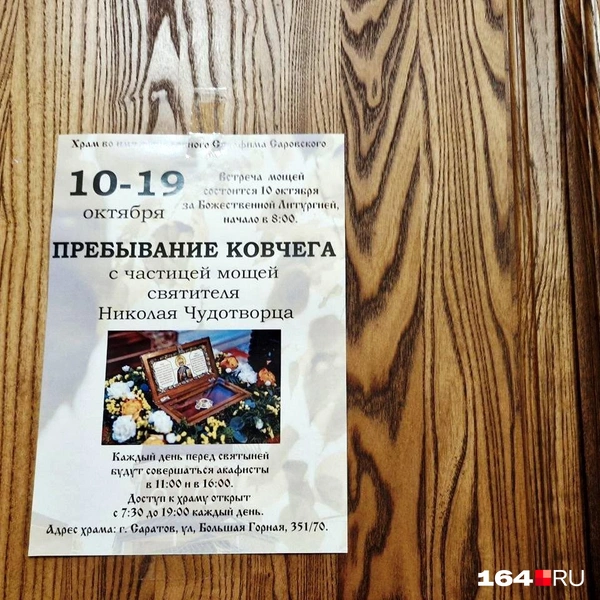 Храм во имя преподобного Серафима Саровского
10-19
октября
Встреча мощей
состоится 10 октября
за Божественной Литургией,
начало в 8:00.
ПРЕБЫВАНИЕ КОВЧЕГА
с частицей мощей
святителя
Николая Чудотворца
Каждый день перед святыней
будут совершаться акафисты
в 11:00 и в 16:00.
Доступ к храму открыт
с 7:30 до 19:00 каждый день.
Адрес храма: г. Саратов, ул, Большая Горная, 351/70.
164RU